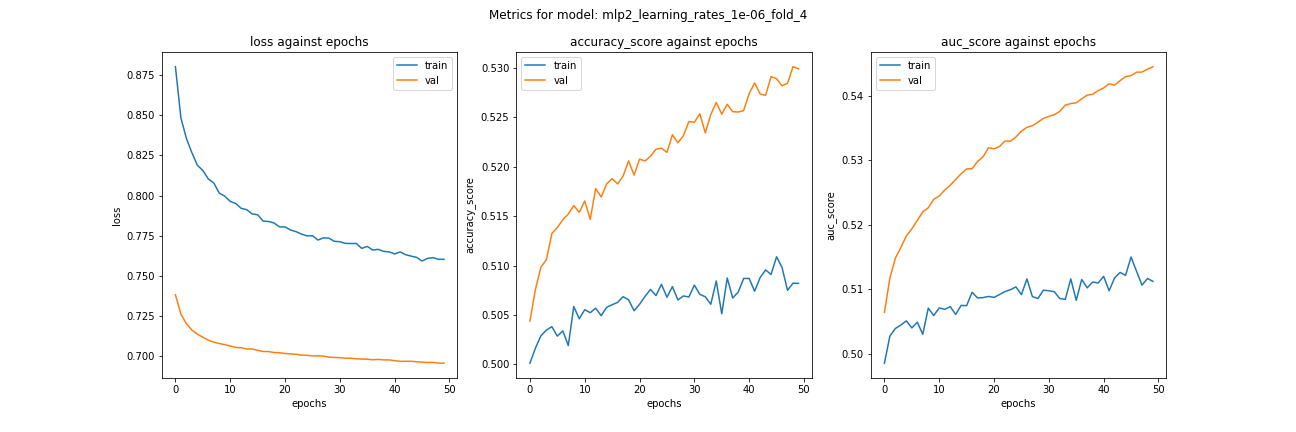 Metrics for model: mlp2_learning_rates_1e-06_fold_4
loss against epochs
train
val
0.875
0.850
0.825
0.800
0.775
0.750
0.725
0.700
loss
0
10
20
30
40
50
epochs
accuracy_score against epochs
train
val
0.530
0.525
0.520
0.515
0.510
0.505
0.500
accuracy_score
0
10
20
30
40
50
epochs
auc_score against epochs
train
val
0.54
0.53
0.52
0.51
0.50
auc_score
0
10
20
30
40
50
epochs